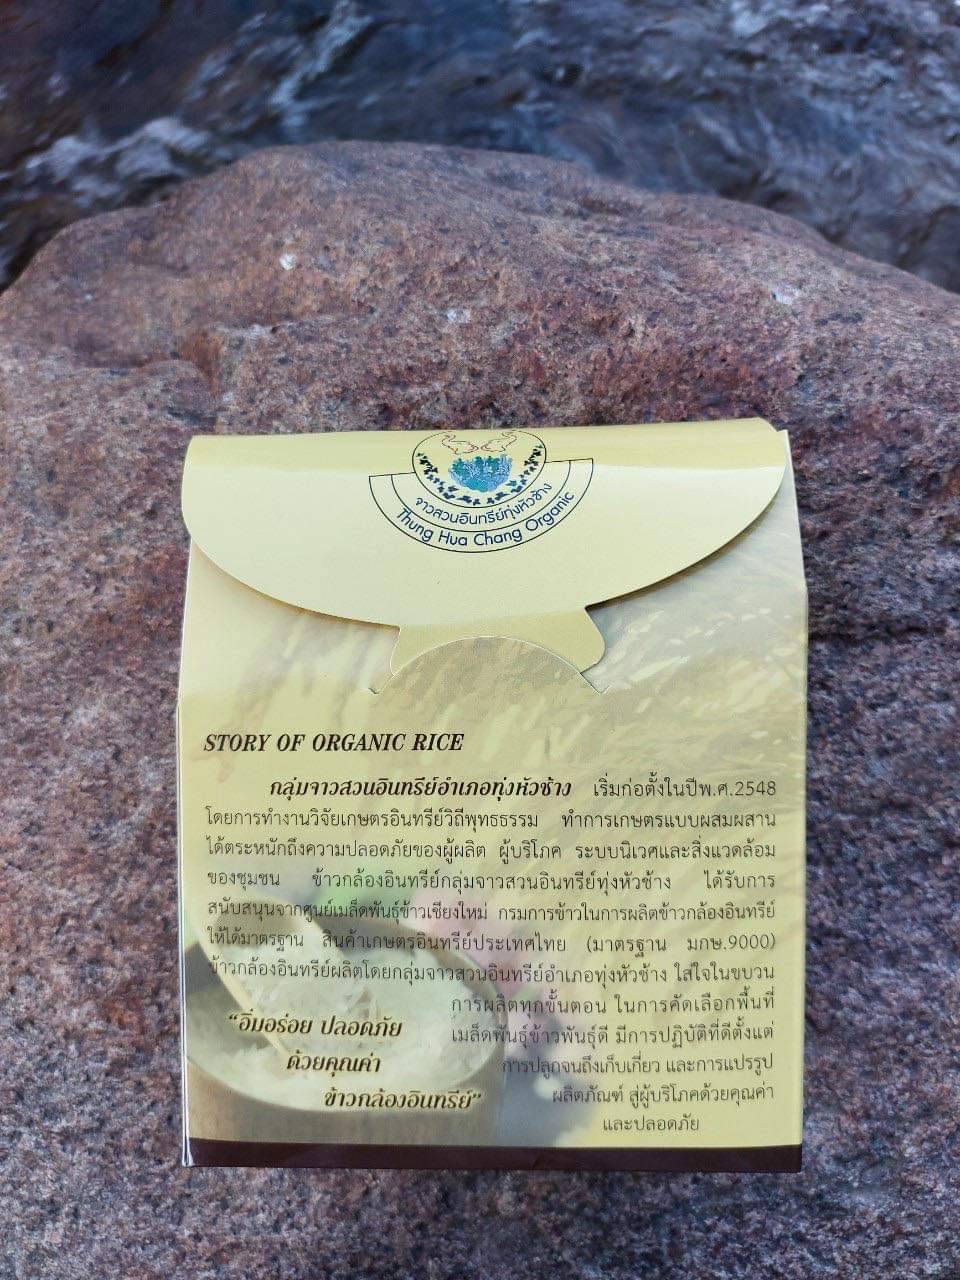 จาวสวนอินทรีย์ทุ่งหัวช้าง
Thung Hua Chang Organic
STORY OF ORGANIC RICE
กลุ่มจาวสวนอินทรีย์อำเภอทุ่งหัวช้าง เริ่มก่อตั้งในปีพ.ศ.2548
โดยการทำงานวิจัยเกษตรอินทรีย์วิถีพุทธธรรม ทำการเกษตรแบบผสมผสาน
ได้ตระหนักถึงความปลอดภัยของผู้ผลิต ผู้บริโภค ระบบนิเวศและสิ่งแวดล้อม
ของชุมชน ข้าวกล้องอินทรีย์กลุ่มจาวสวนอินทรีย์ทุ่งหัวช้าง ได้รับการ
สนับสนุนจากศูนย์เมล็ดพันธุ์ข้าวเชียงใหม่ กรมการข้าวในการผลิตข้าวกล้องอินทรีย์
ให้ได้มาตรฐาน สินค้าเกษตรอินทรีย์ประเทศไทย (มาตรฐาน มกษ.9000)
ข้าวกล้องอินทรีย์ผลิตโดยกลุ่มจาวสวนอินทรีย์อำเภอทุ่งหัวช้าง ใส่ใจในขบวน
การผลิตทุกขั้นตอน ในการคัดเลือกพื้นที่
เมล็ดพันธุ์ข้าวพันธุ์ดี มีการปฏิบัติที่ดีตั้งแต่
การปลูกจนถึงเก็บเกี่ยว และการแปรรูป
ผลิตภัณฑ์ สู่ผู้บริโภคด้วยคุณค่า
และปลอดภัย
“อิ่มอร่อย ปลอดภัย
ด้วยคุณค่า
ข้าวกล้องอินทรีย์”